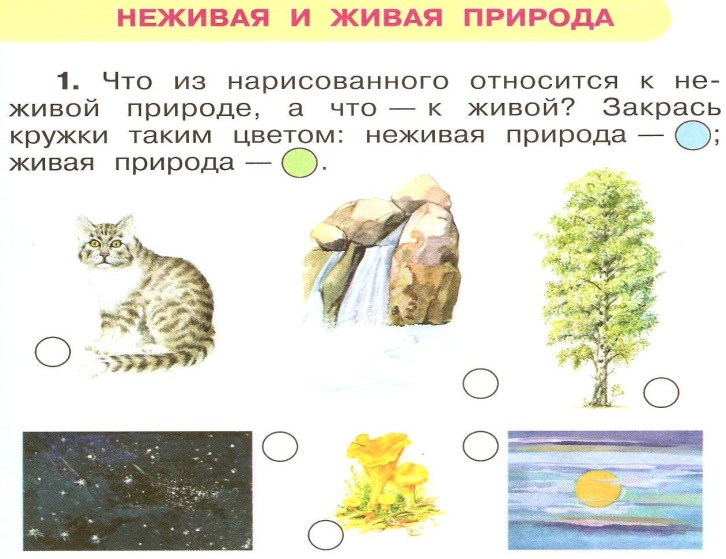 НЕЖИВАЯ И ЖИВАЯ ПРИРОДА
1. Что из нарисованного относится к не-
живой природе, а что — к живой? Закрась
кружки таким цветом: неживая природа — ;
живая природа — .